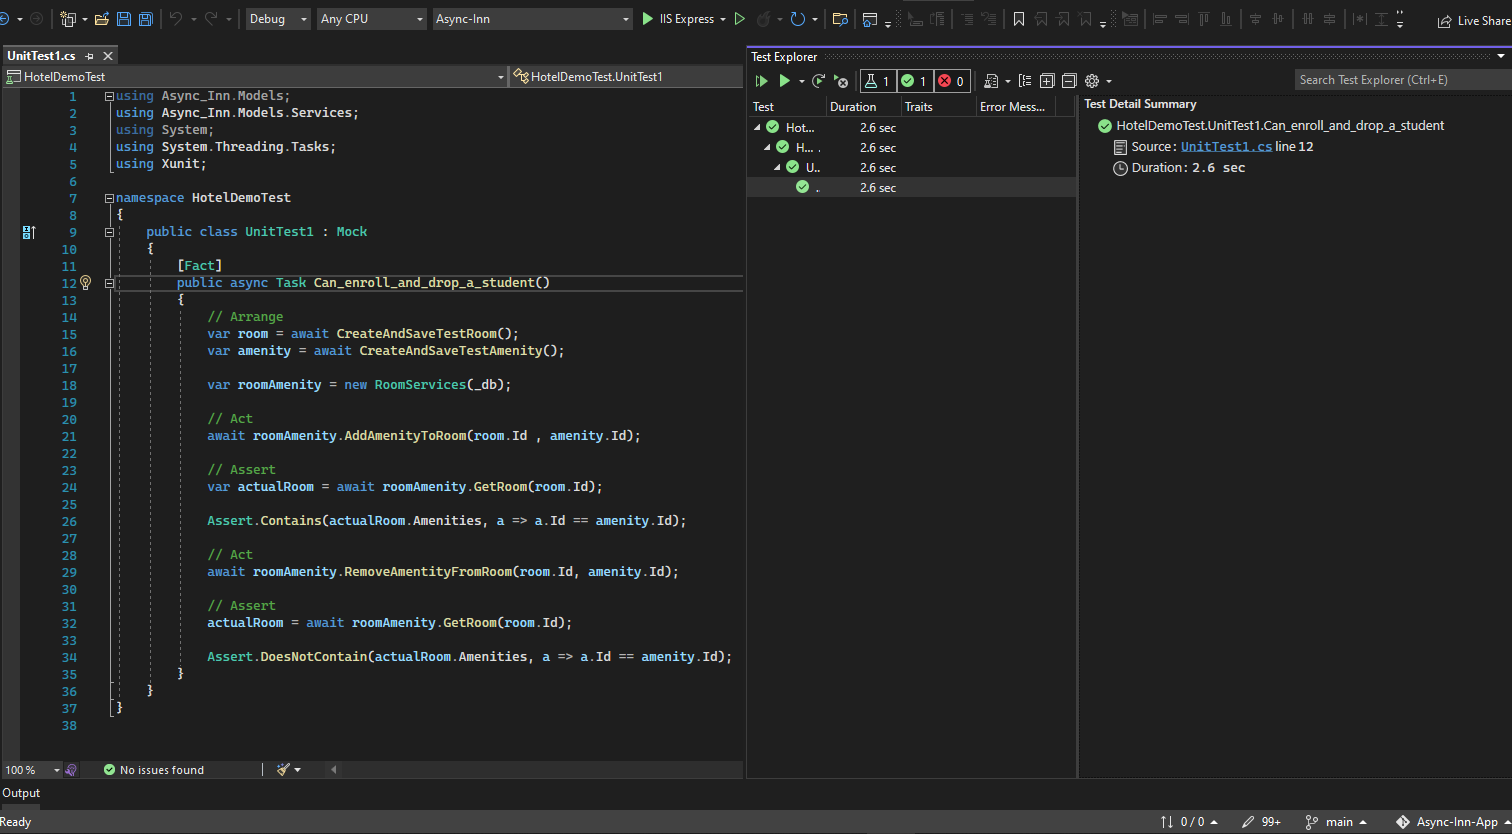 Debug Any CPU Async-Inn IIS Express Live Share
UnitTest1.cs
HotelDemoTest HotelDemoTest.UnitTest1
1 using Async_Inn.Models;
2 using Async_Inn.Models.Services;
3 using System;
4 using System.Threading.Tasks;
5 using Xunit;
6
7 namespace HotelDemoTest
8 {
9 public class UnitTest1 : Mock
10 {
11 [Fact]
12 public async Task Can_enroll_and_drop_a_student()
13 {
14 // Arrange
15 var room = await CreateAndSaveTestRoom();
16 var amenity = await CreateAndSaveTestAmenity();
17
18 var roomAmenity = new RoomServices(_db);
19
20 // Act
21 await roomAmenity.AddAmenityToRoom(room.Id , amenity.Id);
22
23 // Assert
24 var actualRoom = await roomAmenity.GetRoom(room.Id);
25
26 Assert.Contains(actualRoom.Amenities, a => a.Id == amenity.Id);
27
28 // Act
29 await roomAmenity.RemoveAmentityFromRoom(room.Id, amenity.Id);
30
31 // Assert
32 actualRoom = await roomAmenity.GetRoom(room.Id);
33
34 Assert.DoesNotContain(actualRoom.Amenities, a => a.Id == amenity.Id);
35 }
36 }
37 }
38
100 % No issues found
Test Explorer
1 1 0 Search Test Explorer (Ctrl+E)
Test Duration Traits Error Mess...
Hot... 2.6 sec
H... . 2.6 sec
U.. 2.6 sec
.. 2.6 sec
Test Detail Summary
HotelDemoTest.UnitTest1.Can_enroll_and_drop_a_student
Source: UnitTest1.cs line 12
Duration: 2.6 sec
Output
Ready 0 / 0 99+ main Async-Inn-App